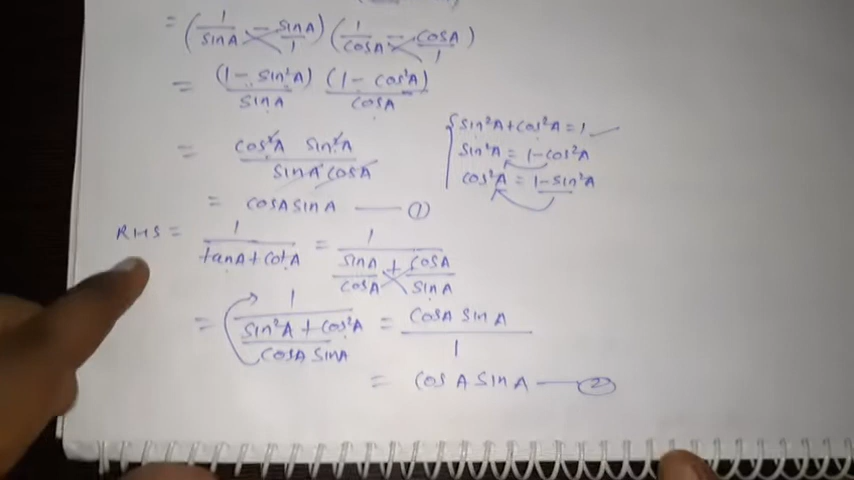 = (1/sinA − sinA/1) (1/cosA − cosA/1)
= (1 − sin²A)/sinA (1 − cos²A)/cosA
= cos²A sin²A / sinA cosA
= cosA sinA —— ①
sin²A + cos²A = 1
sin²A = 1 − cos²A
cos²A = 1 − sin²A
RHS = 1/(tanA + cotA) = 1/(sinA/cosA + cosA/sinA)
= 1/((sin²A + cos²A)/(cosA sinA)) = cosA sinA/1
= cosA sinA —— ②